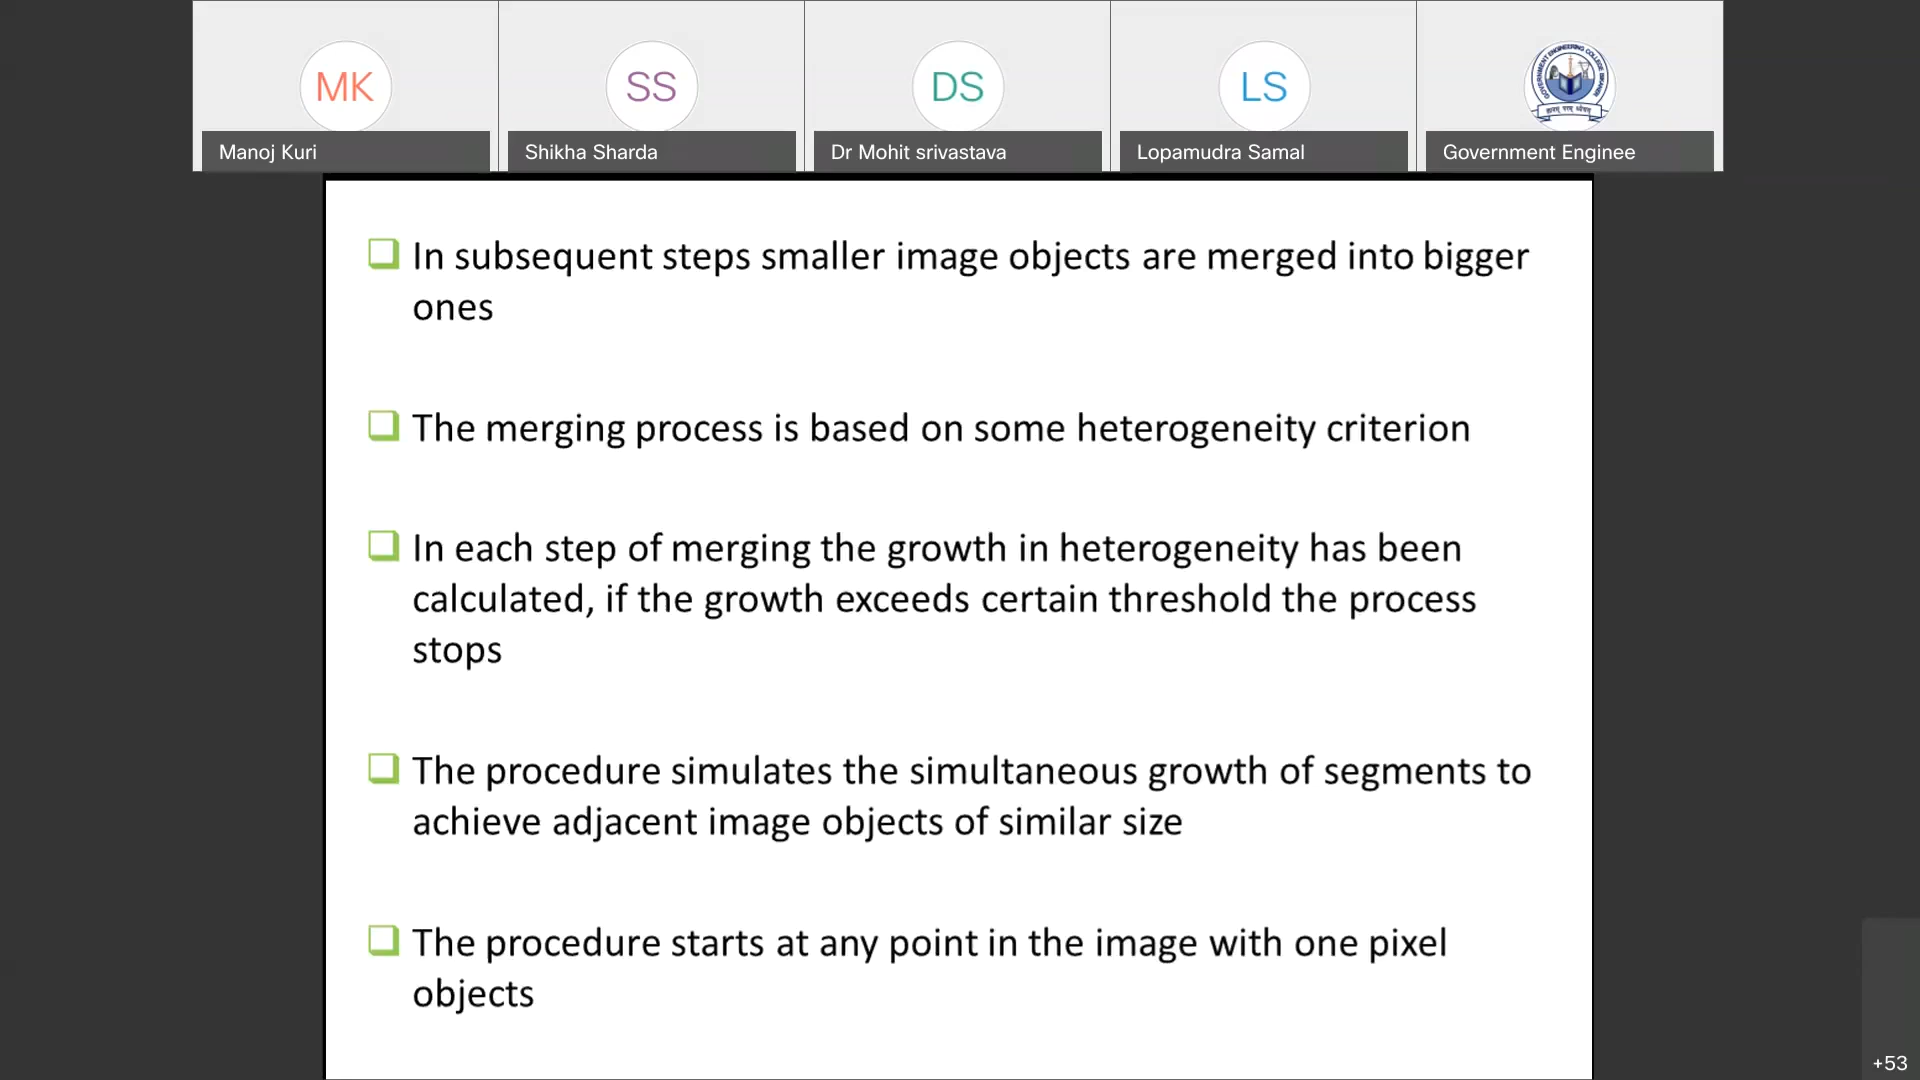 MK
SS
DS
LS
Manoj Kuri
Shikha Sharda
Dr Mohit srivastava
Lopamudra Samal
Government Enginee
In subsequent steps smaller image objects are merged into bigger
ones
The merging process is based on some heterogeneity criterion
In each step of merging the growth in heterogeneity has been
calculated, if the growth exceeds certain threshold the process
stops
The procedure simulates the simultaneous growth of segments to
achieve adjacent image objects of similar size
The procedure starts at any point in the image with one pixel
objects
+53